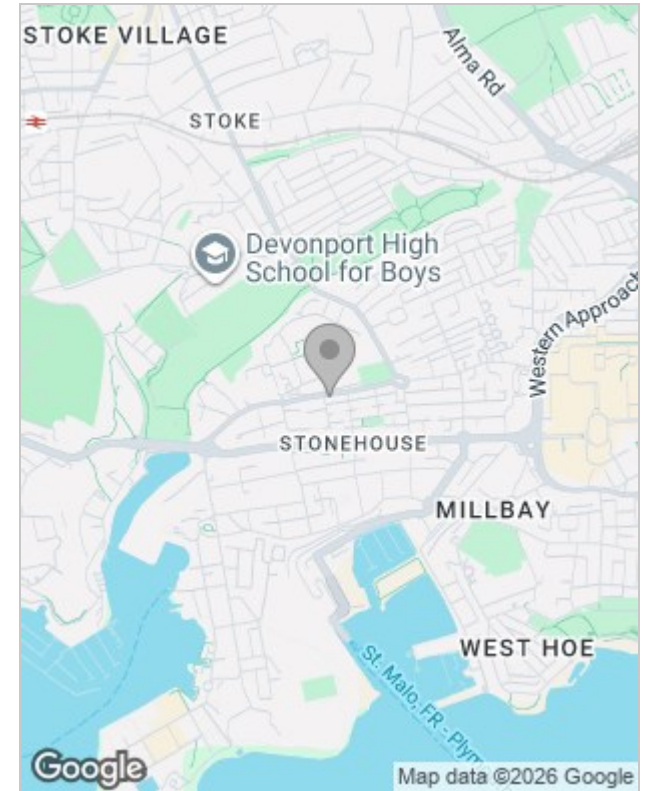 STOKE VILLAGE
Alma Rd
STOKE
Devonport High
School for Boys
Western Approach
STONEHOUSE
MILLBAY
WEST HOE
St. Malo, FR - Plym
Google
Map data ©2026 Google